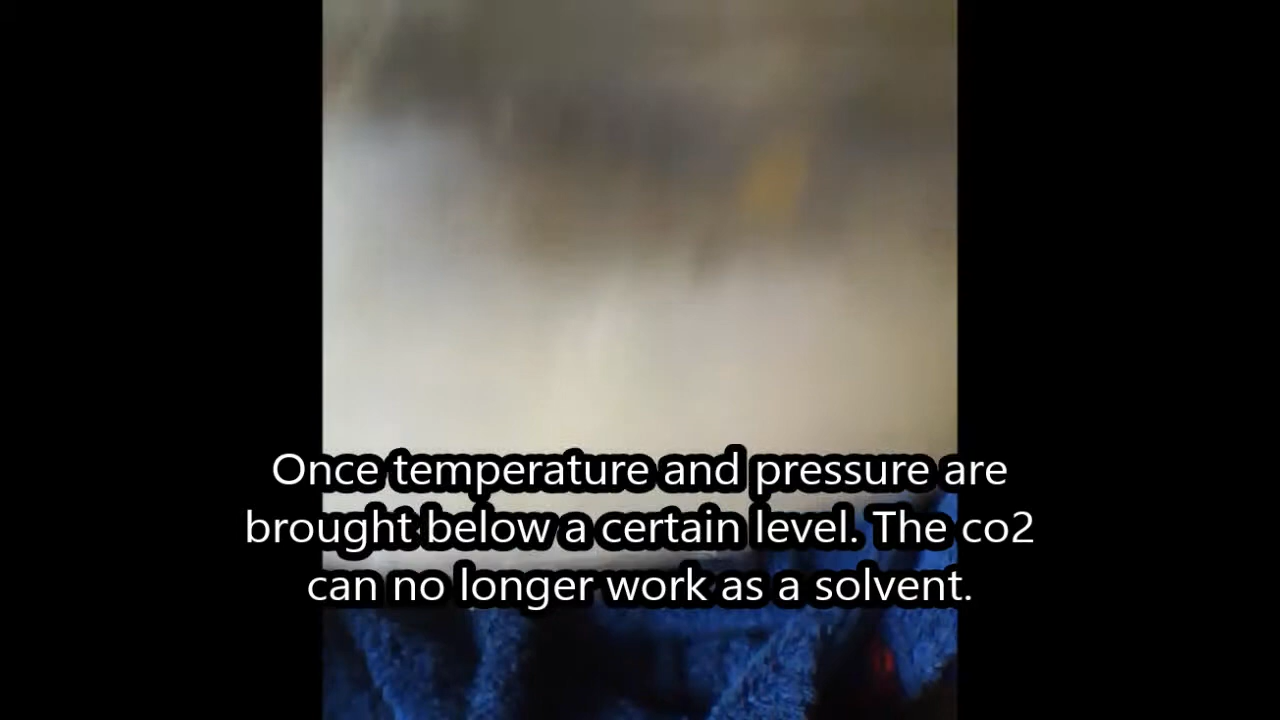 Once temperature and pressure are
brought below a certain level. The co2
can no longer work as a solvent.